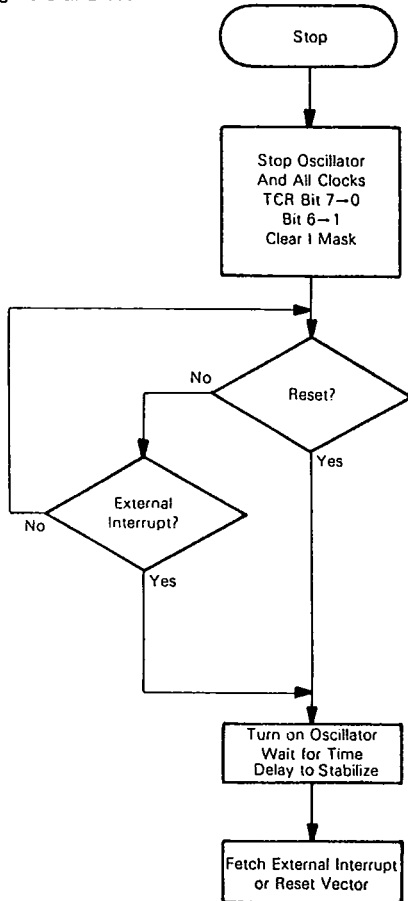 Stop
Stop Oscillator
And All Clocks
TCR Bit 7→0
Bit 6→1
Clear I Mask
No
Reset?
Yes
External
Interrupt?
No
Yes
Turn on Oscillator
Wait for Time
Delay to Stabilize
Fetch External Interrupt
or Reset Vector